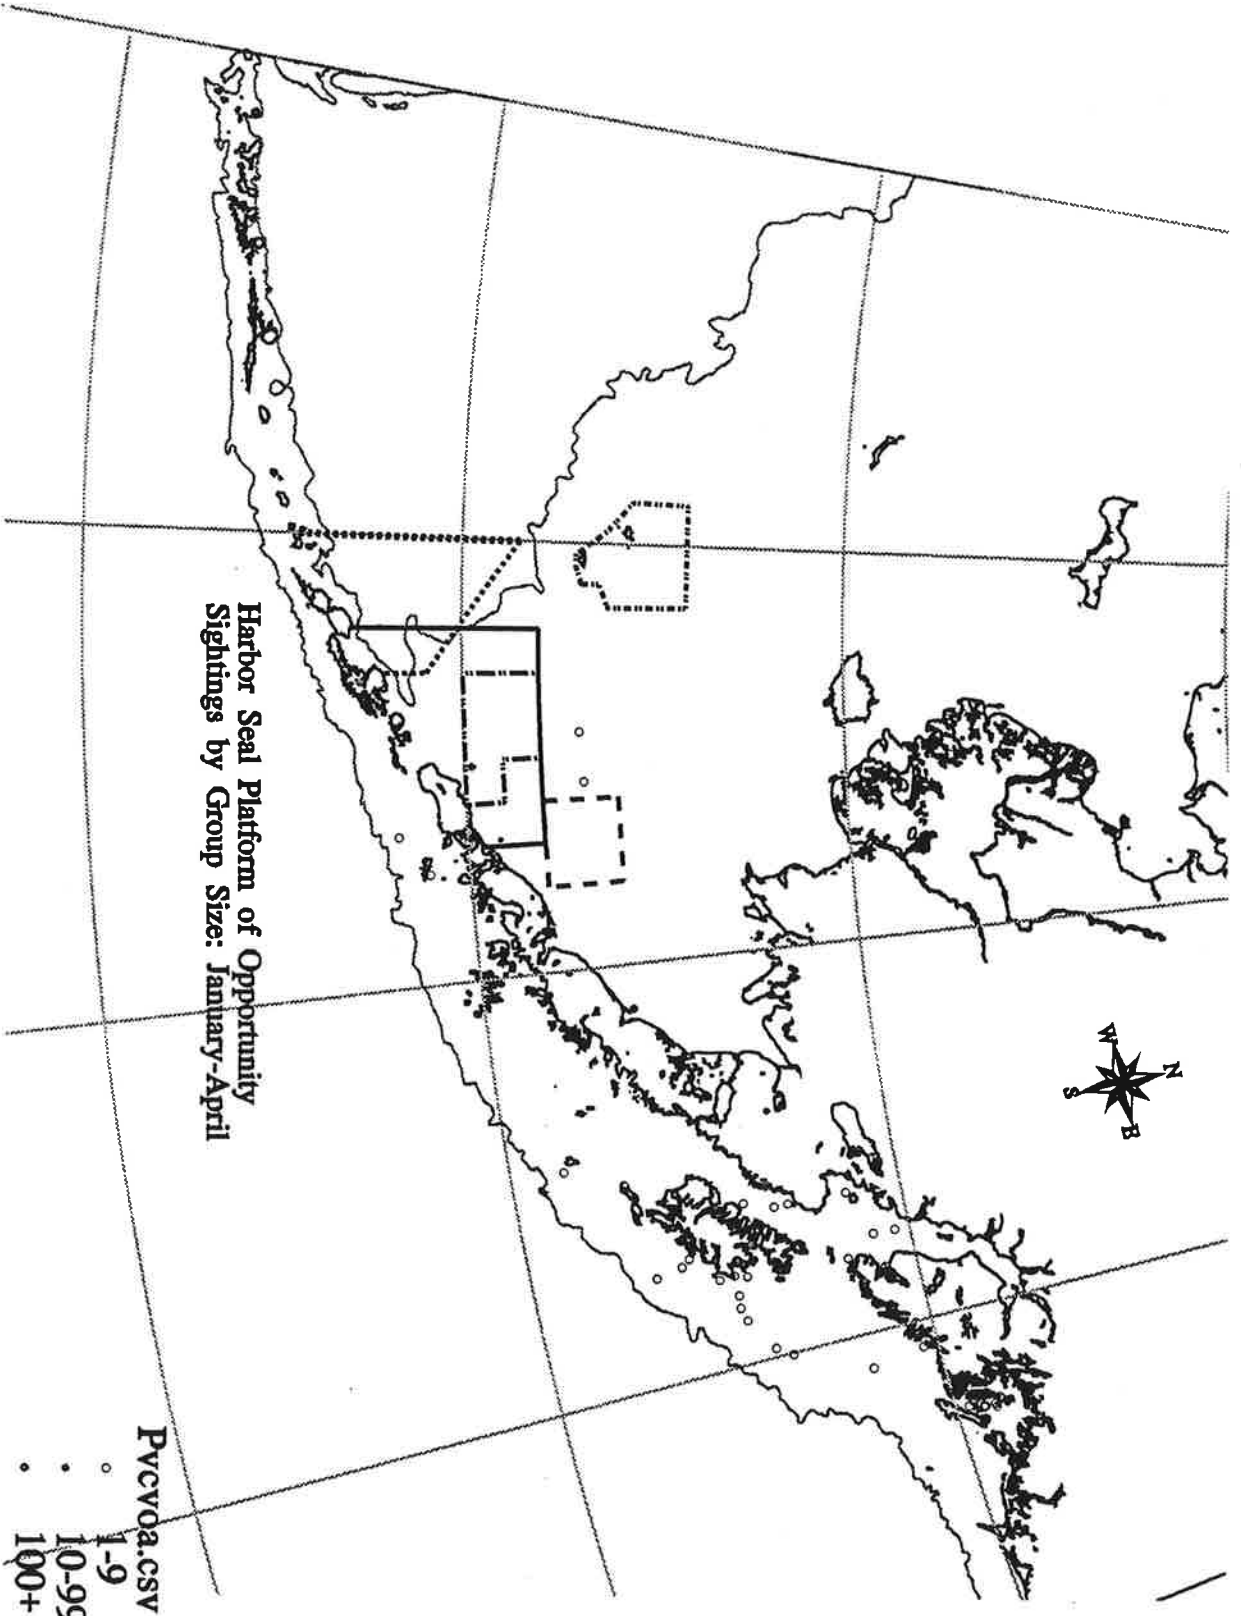 Harbor Seal Platform of Opportunity
Sightings by Group Size: January-April
N
W
E
S
Pvcvoa.csv
1-9
10-99
100+